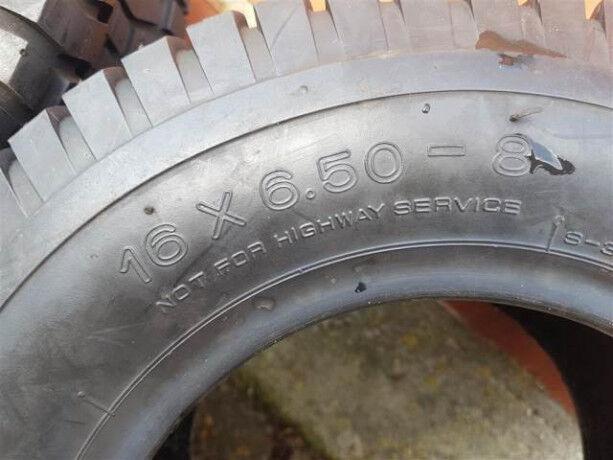 16 X 6.50 - 8
NOT FOR HIGHWAY SERVICE